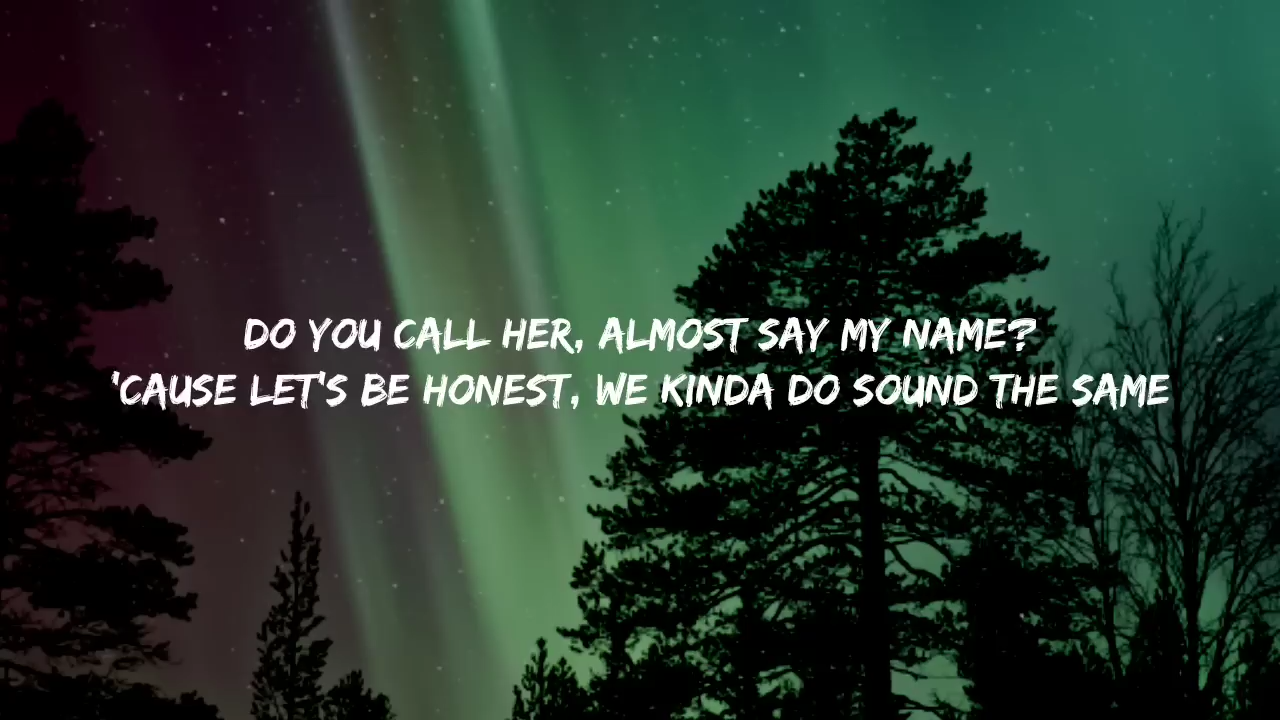 DO YOU CALL HER, ALMOST SAY MY NAME?
'CAUSE LET'S BE HONEST, WE KINDA DO SOUND THE SAME